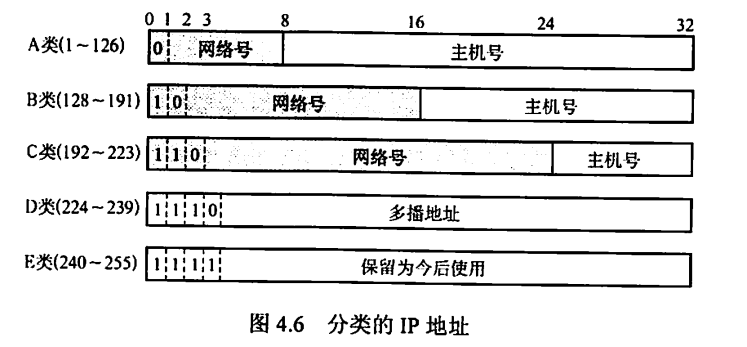 0 1 2 3 8 16 24 32
A类(1~126) 0 网络号 主机号
B类(128~191) 1 0 网络号 主机号
C类(192~223) 1 1 0 网络号 主机号
D类(224~239) 1 1 1 0 多播地址
E类(240~255) 1 1 1 1 保留为今后使用
图 4.6 分类的 IP 地址